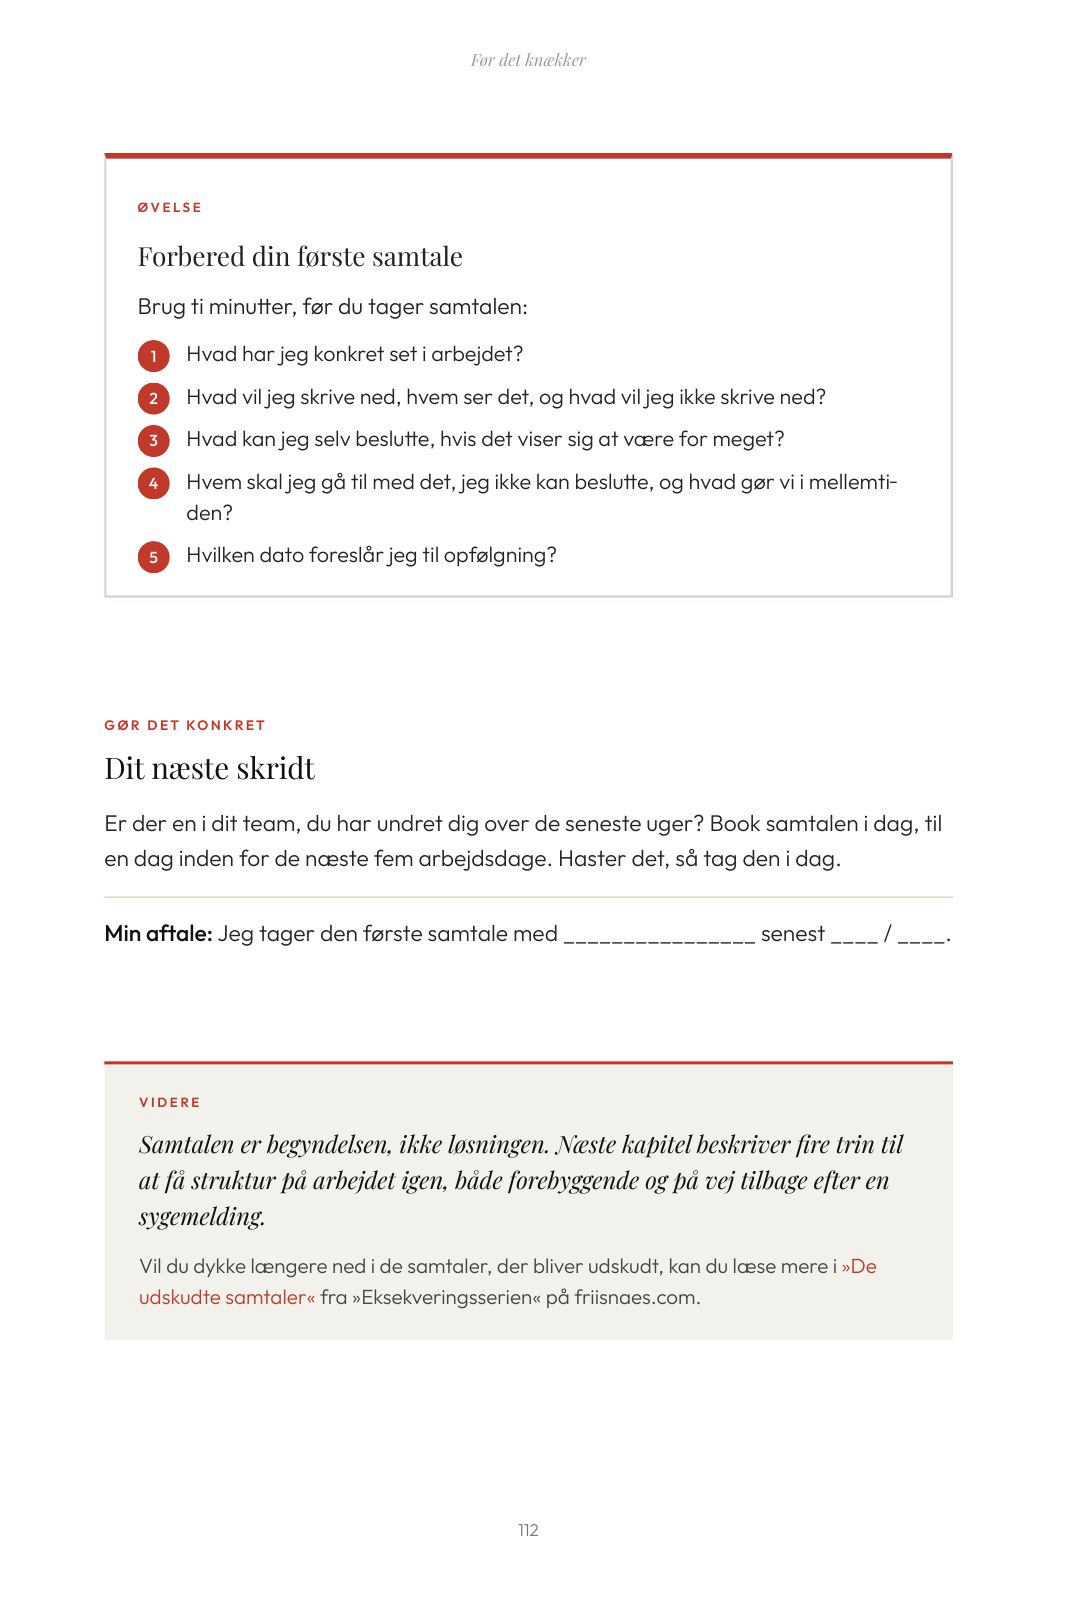 Før det knækker
ØVELSE
Forbered din første samtale
Brug ti minutter, før du tager samtalen:
1 Hvad har jeg konkret set i arbejdet?
2 Hvad vil jeg skrive ned, hvem ser det, og hvad vil jeg ikke skrive ned?
3 Hvad kan jeg selv beslutte, hvis det viser sig at være for meget?
4 Hvem skal jeg gå til med det, jeg ikke kan beslutte, og hvad gør vi i mellemti-
den?
5 Hvilken dato foreslår jeg til opfølgning?
GØR DET KONKRET
Dit næste skridt
Er der en i dit team, du har undret dig over de seneste uger? Book samtalen i dag, til
en dag inden for de næste fem arbejdsdage. Haster det, så tag den i dag.
Min aftale: Jeg tager den første samtale med ________________ senest ____ / ____.
VIDERE
Samtalen er begyndelsen, ikke løsningen. Næste kapitel beskriver fire trin til
at få struktur på arbejdet igen, både forebyggende og på vej tilbage efter en
sygemelding.
Vil du dykke længere ned i de samtaler, der bliver udskudt, kan du læse mere i »De
udskudte samtaler« fra »Eksekveringsserien« på friisnaes.com.
112